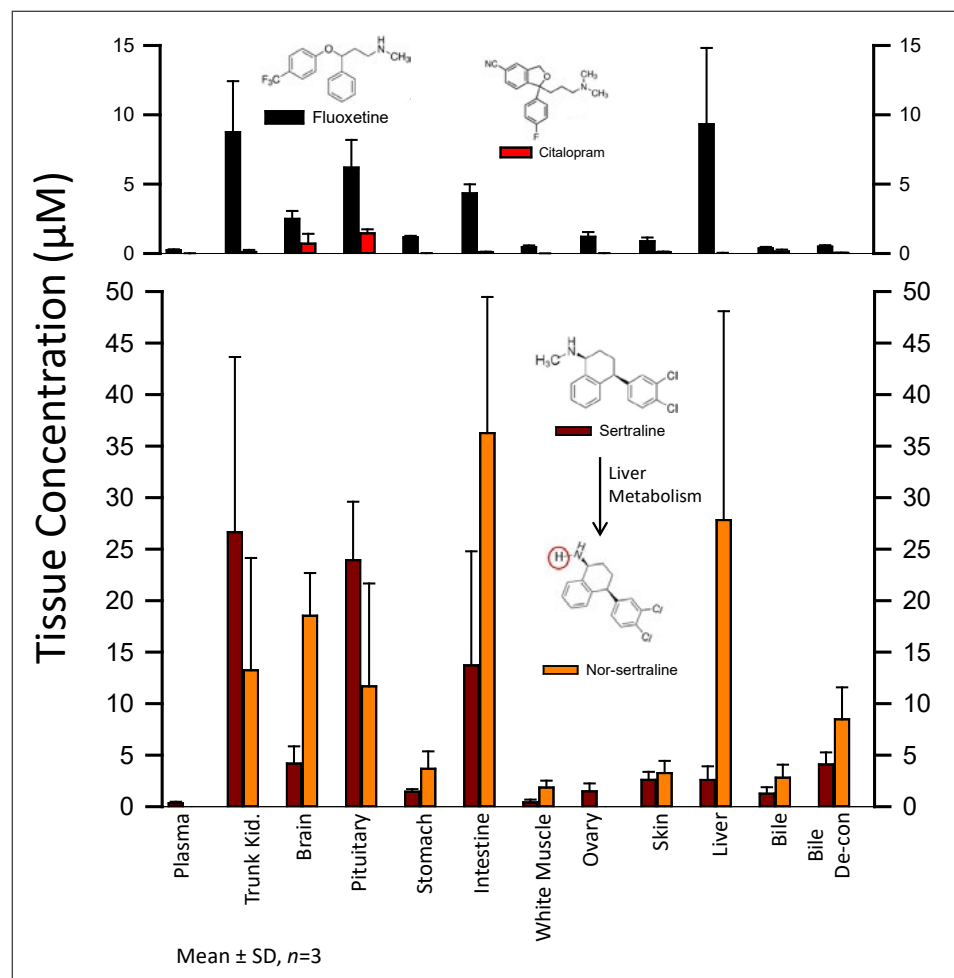 15
10
5
0
15
10
5
0
F₃C
O
H
N
CH₃
Fluoxetine
NC
O
N
CH₃
CH₃
F
Citalopram
Tissue Concentration (µM)
50
45
40
35
30
25
20
15
10
5
0
50
45
40
35
30
25
20
15
10
5
0
H
H₃C
N
Cl
Cl
Sertraline
Liver
Metabolism
H
H
N
Cl
Cl
Nor-sertraline
Plasma
Trunk Kid.
Brain
Pituitary
Stomach
Intestine
White Muscle
Ovary
Skin
Liver
Bile
Bile
De-con
Mean ± SD, n=3